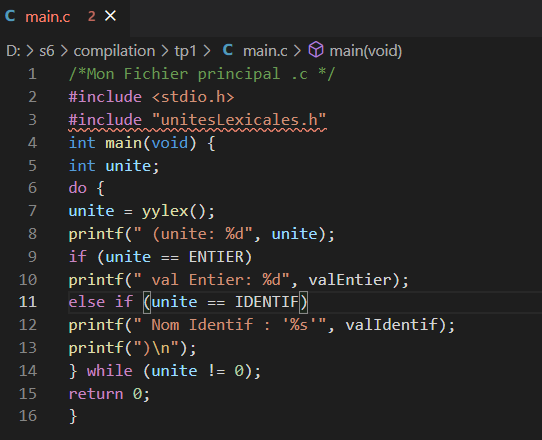 main.c 2
D: > s6 > compilation > tp1 > main.c > main(void)
1 /*Mon Fichier principal .c */
2 #include <stdio.h>
3 #include "unitesLexicales.h"
4 int main(void) {
5 int unite;
6 do {
7 unite = yylex();
8 printf(" (unite: %d", unite);
9 if (unite == ENTIER)
10 printf(" val Entier: %d", valEntier);
11 else if (unite == IDENTIF)
12 printf(" Nom Identif : '%s'", valIdentif);
13 printf(")\n");
14 } while (unite != 0);
15 return 0;
16 }